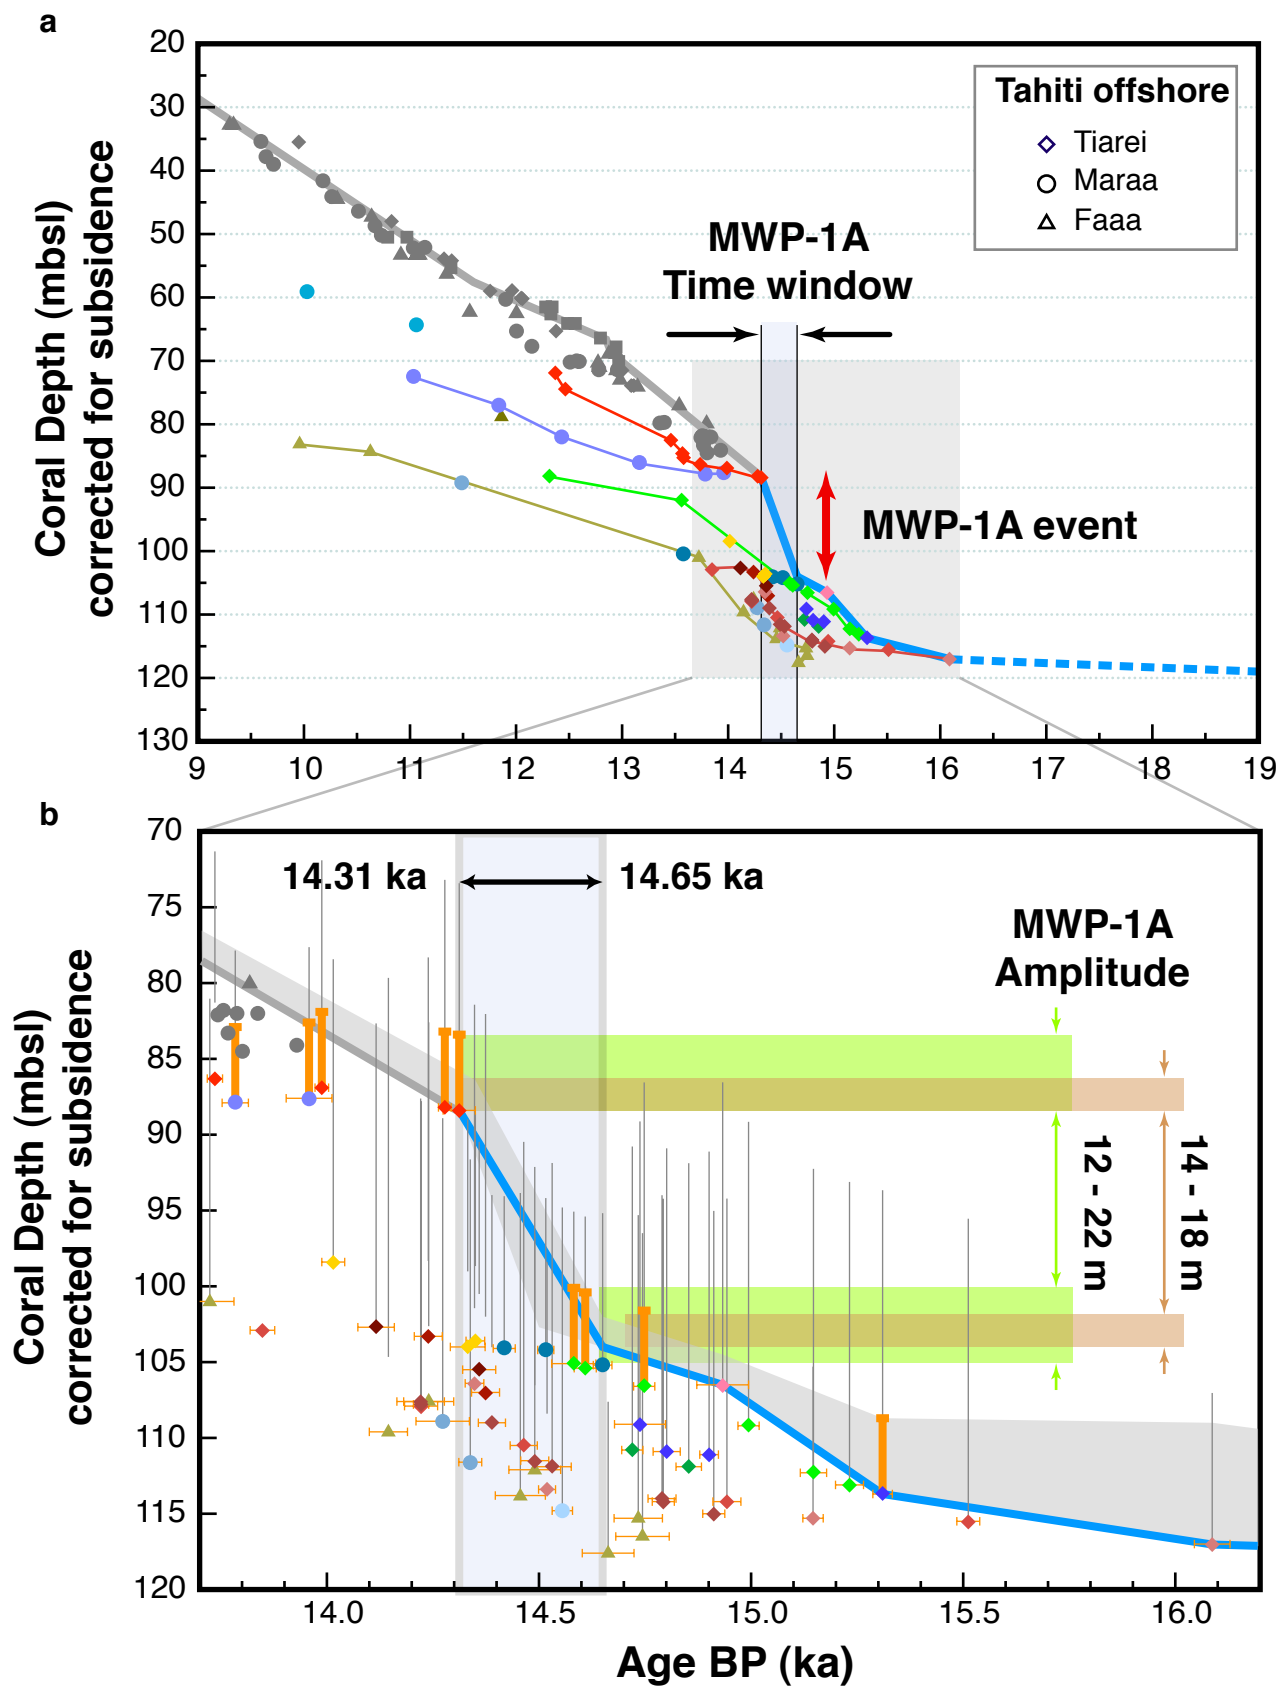 a
20
30
40
50
60
70
80
90
100
110
120
130
Coral Depth (mbsl)
corrected for subsidence
Tahiti offshore
Tiarei
Maraa
Faaa
MWP-1A
Time window
MWP-1A event
9
10
11
12
13
14
15
16
17
18
19
b
70
75
80
85
90
95
100
105
110
115
120
Coral Depth (mbsl)
corrected for subsidence
14.31 ka
14.65 ka
MWP-1A
Amplitude
12 - 22 m
14 - 18 m
14.0
14.5
15.0
15.5
16.0
Age BP (ka)